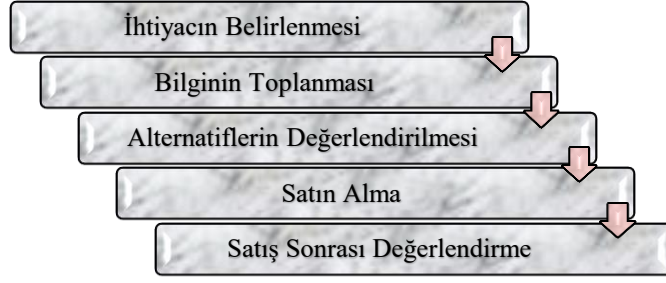 İhtiyacın Belirlenmesi
Bilginin Toplanması
Alternatiflerin Değerlendirilmesi
Satın Alma
Satış Sonrası Değerlendirme